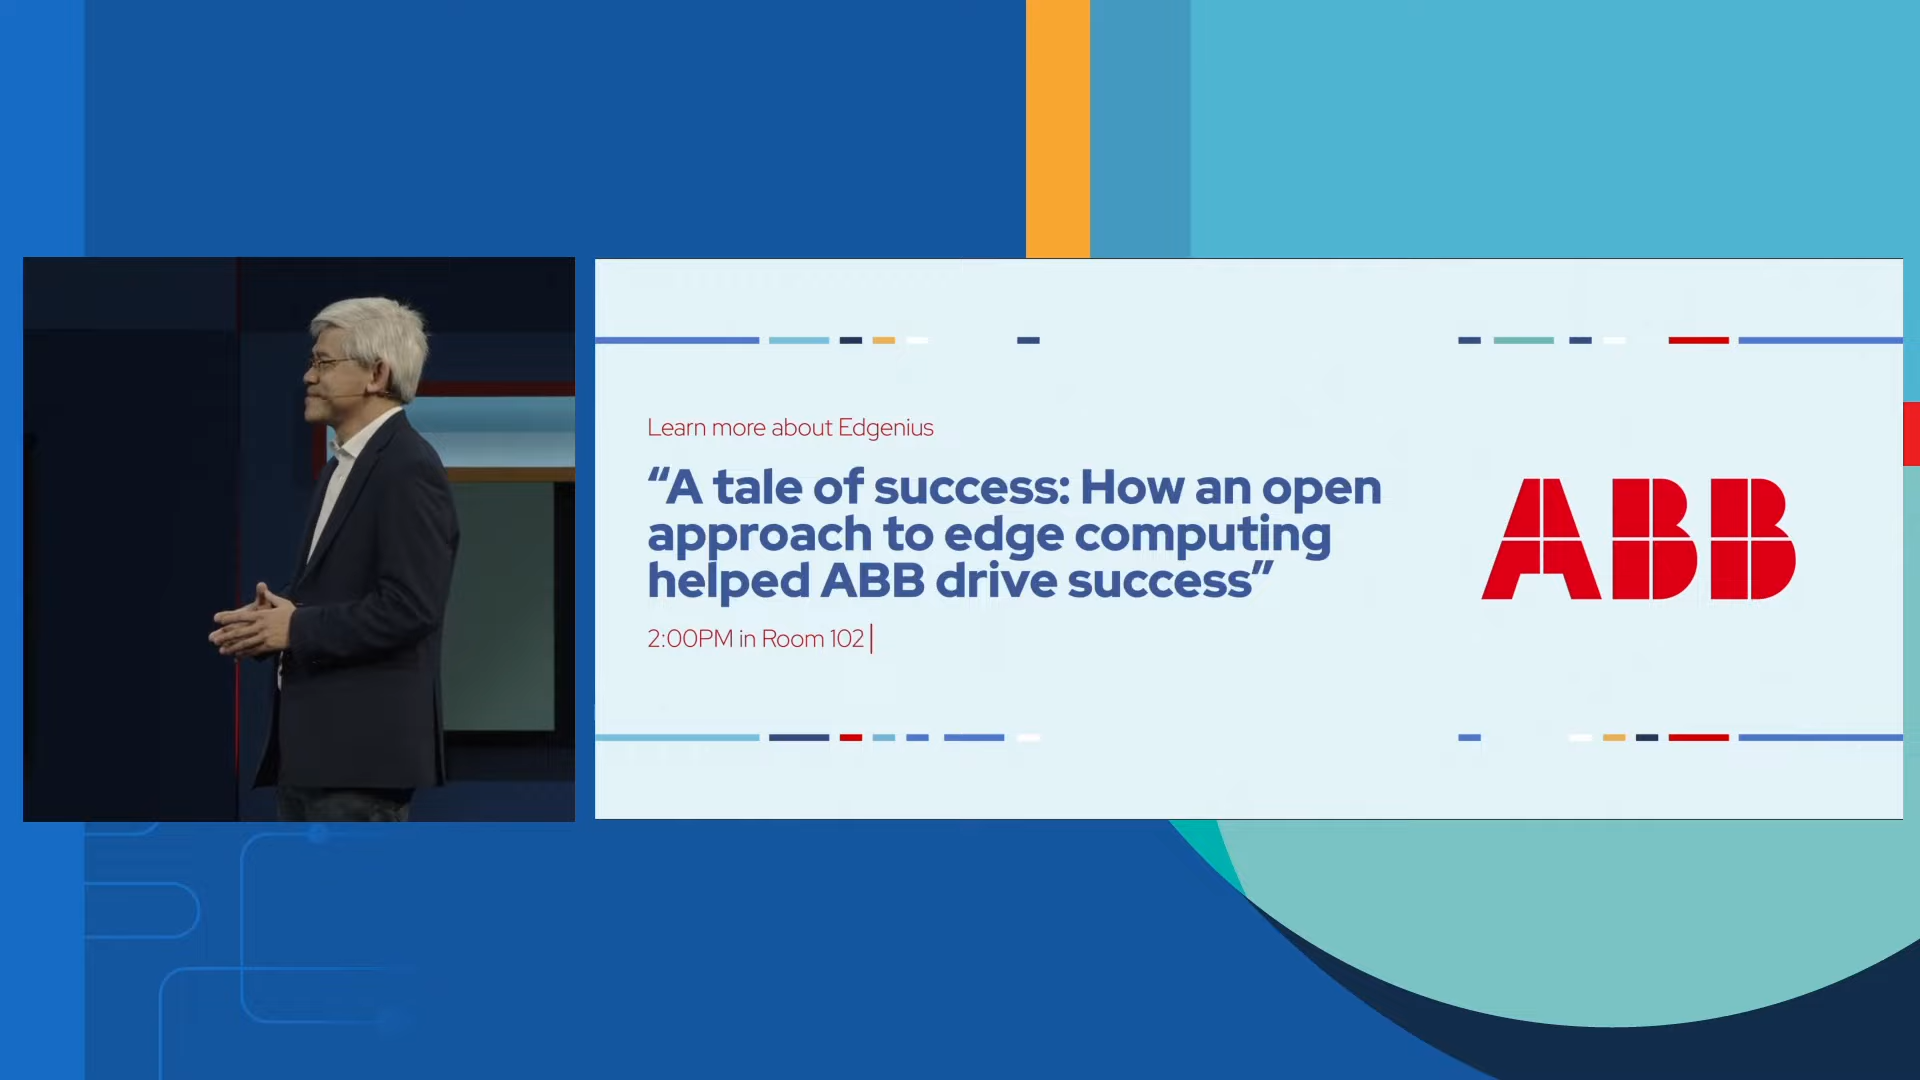 Learn more about Edgenius
“A tale of success: How an open
approach to edge computing
helped ABB drive success”
2:00PM in Room 102
ABB